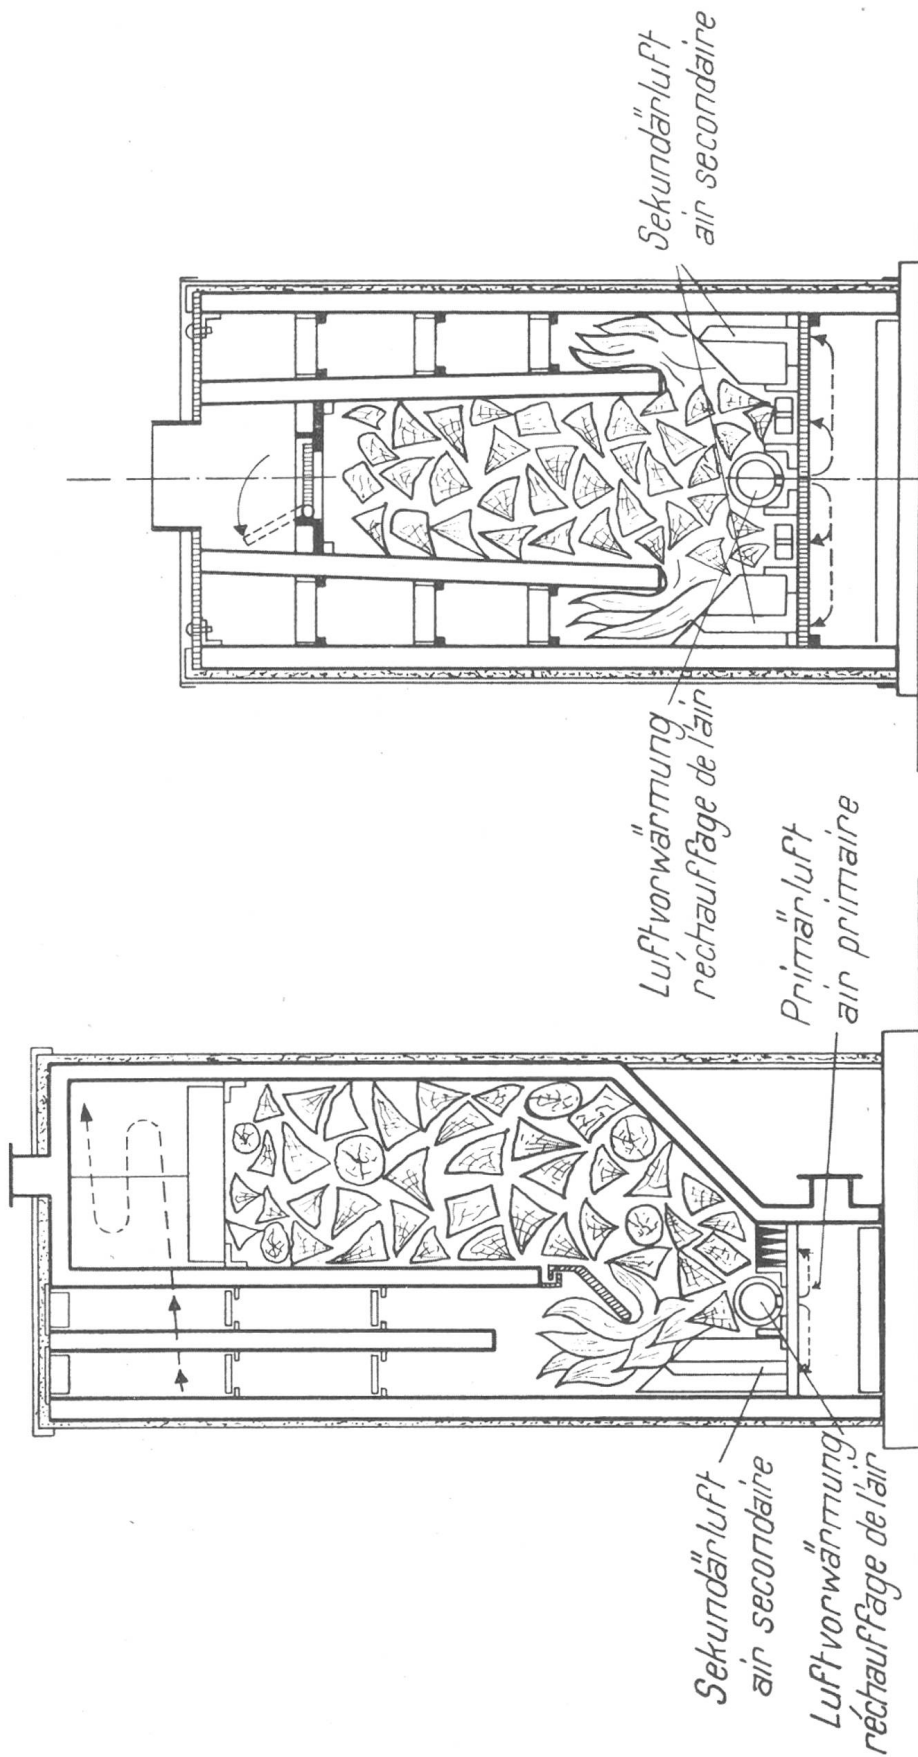 Sekundärluft
air secondaire
Luftvorwärmung
réchauffage de l'air
Primärluft
air primaire
Luftvorwärmung
réchauffage de l'air
Sekundärluft
air secondaire